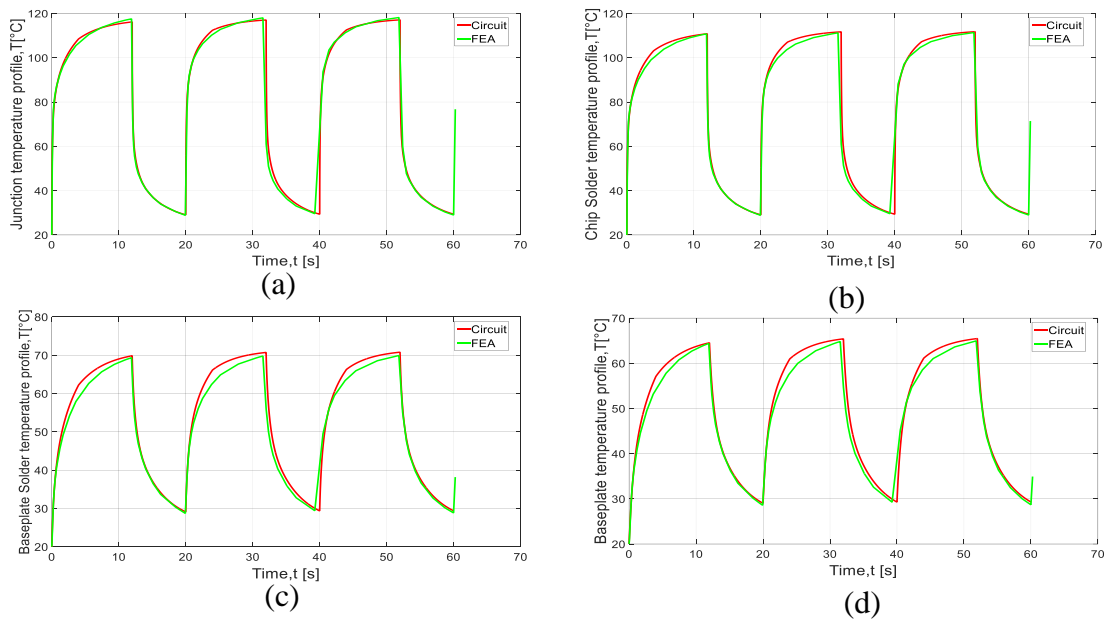 Junction temperature profile,T[°C]
120
100
80
60
40
20
0
10
20
30
40
50
60
70
Time,t [s]
Circuit
FEA
(a)
Chip Solder temperature profile,T[°C]
120
100
80
60
40
20
0
10
20
30
40
50
60
70
Time,t [s]
Circuit
FEA
(b)
Baseplate Solder temperature profile,T[°C]
80
70
60
50
40
30
20
0
10
20
30
40
50
60
70
Time,t [s]
Circuit
FEA
(c)
Baseplate temperature profile,T[°C]
70
60
50
40
30
20
0
10
20
30
40
50
60
70
Time,t [s]
Circuit
FEA
(d)